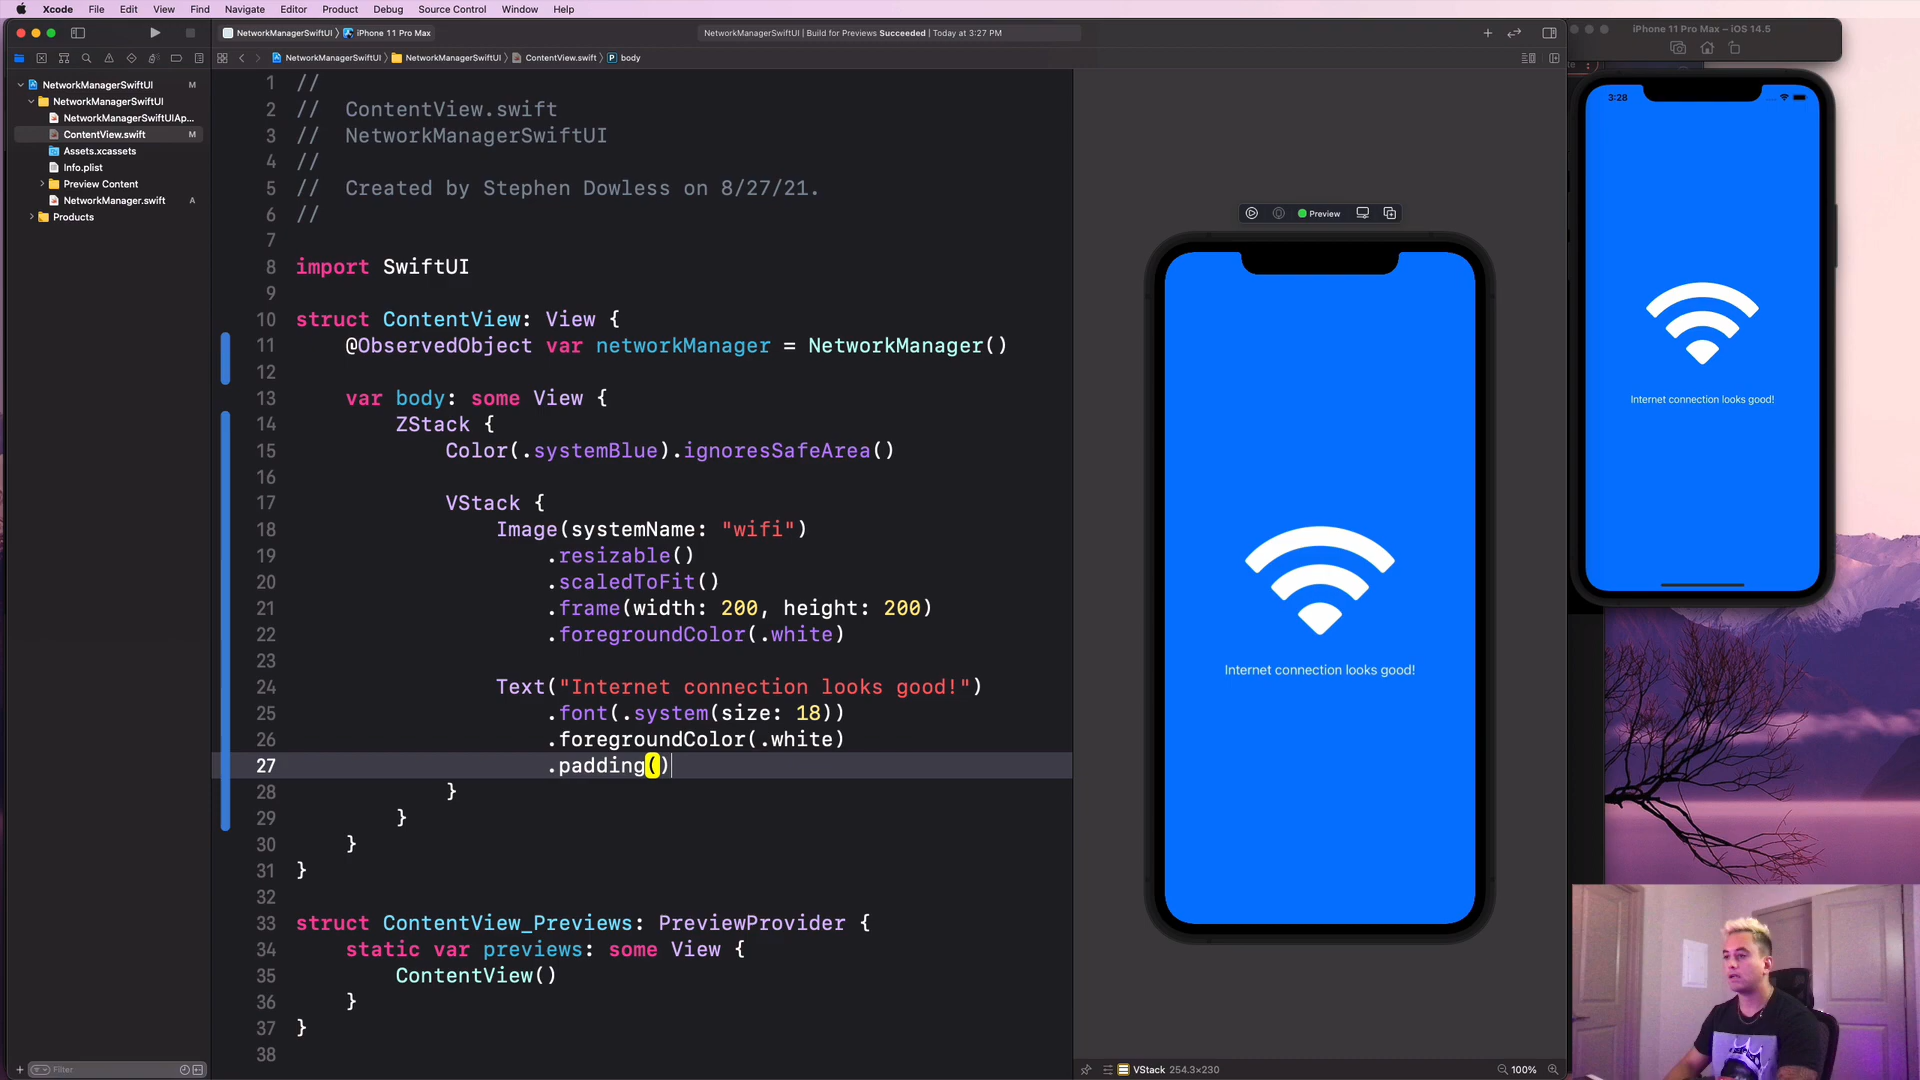 Xcode File Edit View Find Navigate Editor Product Debug Source Control Window Help
NetworkManagerSwiftUI 〉 iPhone 11 Pro Max
NetworkManagerSwiftUI | Build for Previews Succeeded | Today at 3:27 PM
NetworkManagerSwiftUI 〉 NetworkManagerSwiftUI 〉 ContentView.swift 〉 P body
NetworkManagerSwiftUI M
NetworkManagerSwiftUI
NetworkManagerSwiftUIAp...
ContentView.swift M
Assets.xcassets
Info.plist
Preview Content
NetworkManager.swift A
Products
Filter
1 //
2 // ContentView.swift
3 // NetworkManagerSwiftUI
4 //
5 // Created by Stephen Dowless on 8/27/21.
6 //
7
8 import SwiftUI
9
10 struct ContentView: View {
11 @ObservedObject var networkManager = NetworkManager()
12
13 var body: some View {
14 ZStack {
15 Color(.systemBlue).ignoresSafeArea()
16
17 VStack {
18 Image(systemName: "wifi")
19 .resizable()
20 .scaledToFit()
21 .frame(width: 200, height: 200)
22 .foregroundColor(.white)
23
24 Text("Internet connection looks good!")
25 .font(.system(size: 18))
26 .foregroundColor(.white)
27 .padding()
28 }
29 }
30 }
31 }
32
33 struct ContentView_Previews: PreviewProvider {
34 static var previews: some View {
35 ContentView()
36 }
37 }
38
Preview
Internet connection looks good!
VStack 254.3×230
100%
iPhone 11 Pro Max – iOS 14.5
3:28
Internet connection looks good!